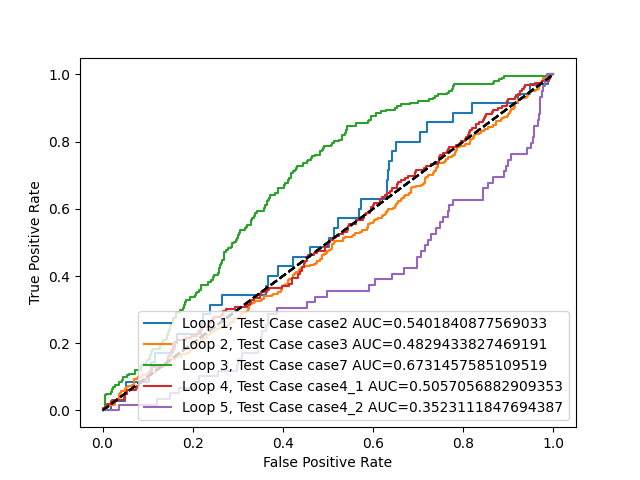 1.0
0.8
0.6
0.4
0.2
0.0
True Positive Rate
Loop 1, Test Case case2 AUC=0.5401840877569033
Loop 2, Test Case case3 AUC=0.4829433827469191
Loop 3, Test Case case7 AUC=0.6731457585109519
Loop 4, Test Case case4_1 AUC=0.5057056882909353
Loop 5, Test Case case4_2 AUC=0.3523111847694387
0.0 0.2 0.4 0.6 0.8 1.0
False Positive Rate